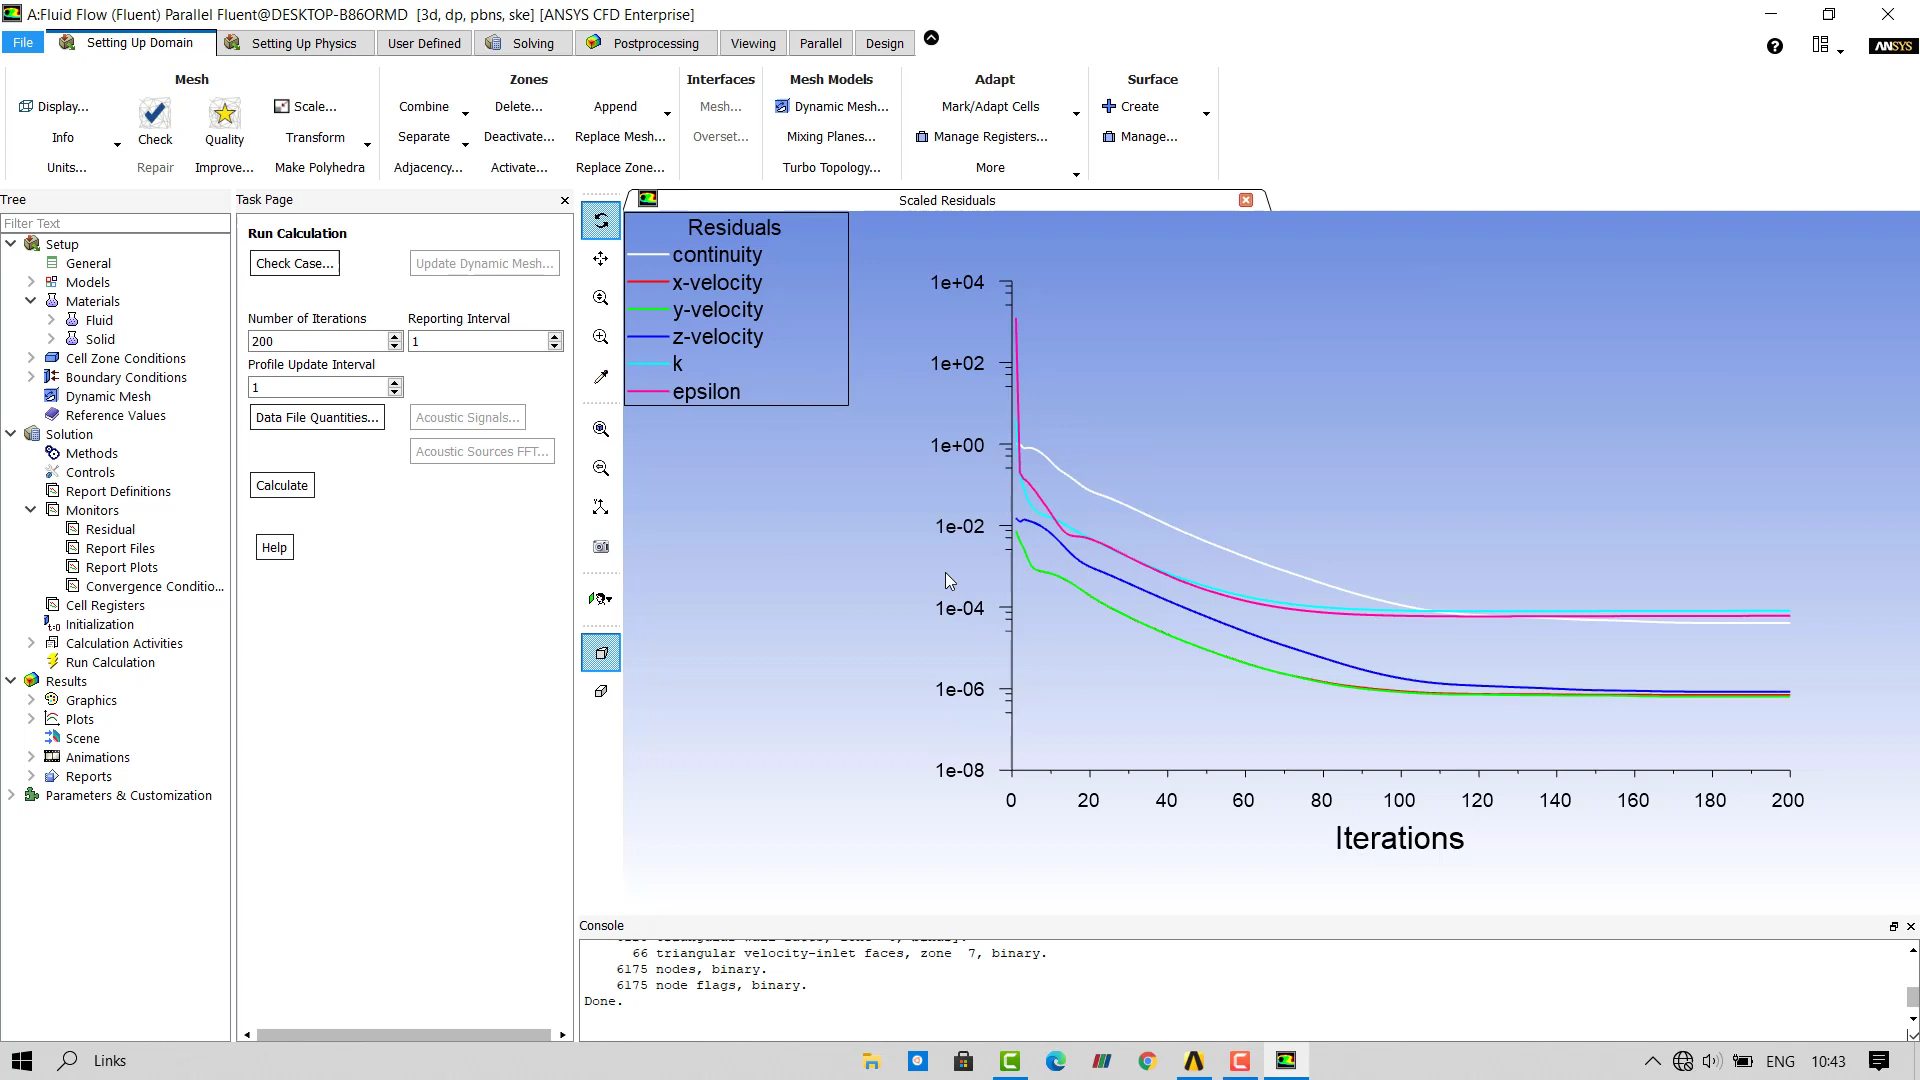 A:Fluid Flow (Fluent) Parallel Fluent@DESKTOP-B86ORMD [3d, dp, pbns, ske] [ANSYS CFD Enterprise]
File Setting Up Domain Setting Up Physics User Defined Solving Postprocessing Viewing Parallel Design
ANSYS
Mesh Zones Interfaces Mesh Models Adapt Surface
Display... Scale... Combine Delete... Append Mesh... Dynamic Mesh... Mark/Adapt Cells Create
Info Check Quality Transform Separate Deactivate... Replace Mesh... Overset... Mixing Planes... Manage Registers... Manage...
Units... Repair Improve... Make Polyhedra Adjacency... Activate... Replace Zone... Turbo Topology... More
Tree
Filter Text
Setup
General
Models
Materials
Fluid
Solid
Cell Zone Conditions
Boundary Conditions
Dynamic Mesh
Reference Values
Solution
Methods
Controls
Report Definitions
Monitors
Residual
Report Files
Report Plots
Convergence Conditio...
Cell Registers
Initialization
Calculation Activities
Run Calculation
Results
Graphics
Plots
Scene
Animations
Reports
Parameters & Customization
Task Page
Run Calculation
Check Case... Update Dynamic Mesh...
Number of Iterations Reporting Interval
200 1
Profile Update Interval
1
Data File Quantities... Acoustic Signals...
Acoustic Sources FFT...
Calculate
Help
Scaled Residuals
Residuals
continuity
x-velocity
y-velocity
z-velocity
k
epsilon
1e+04
1e+02
1e+00
1e-02
1e-04
1e-06
1e-08
0 20 40 60 80 100 120 140 160 180 200
Iterations
Console
66 triangular velocity-inlet faces, zone 7, binary.
6175 nodes, binary.
6175 node flags, binary.
Done.
Links
ENG 10:43